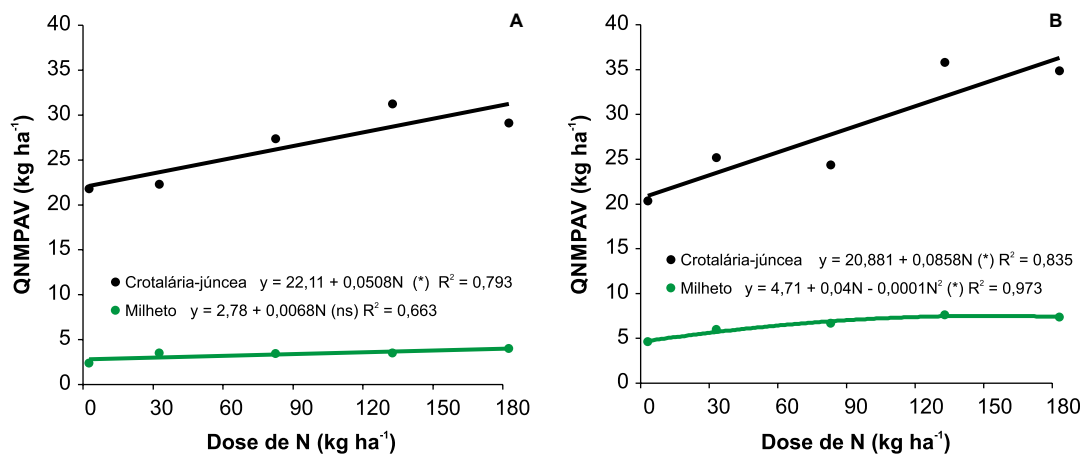 A
QNMPAV (kg ha⁻¹)
40
35
30
25
20
15
10
5
0
Crotalária-júncea y = 22,11 + 0,0508N (*) R² = 0,793
Milheto y = 2,78 + 0,0068N (ns) R² = 0,663
0 30 60 90 120 150 180
Dose de N (kg ha⁻¹)
B
QNMPAV (kg ha⁻¹)
40
35
30
25
20
15
10
5
0
Crotalária-júncea y = 20,881 + 0,0858N (*) R² = 0,835
Milheto y = 4,71 + 0,04N - 0,0001N² (*) R² = 0,973
0 30 60 90 120 150 180
Dose de N (kg ha⁻¹)